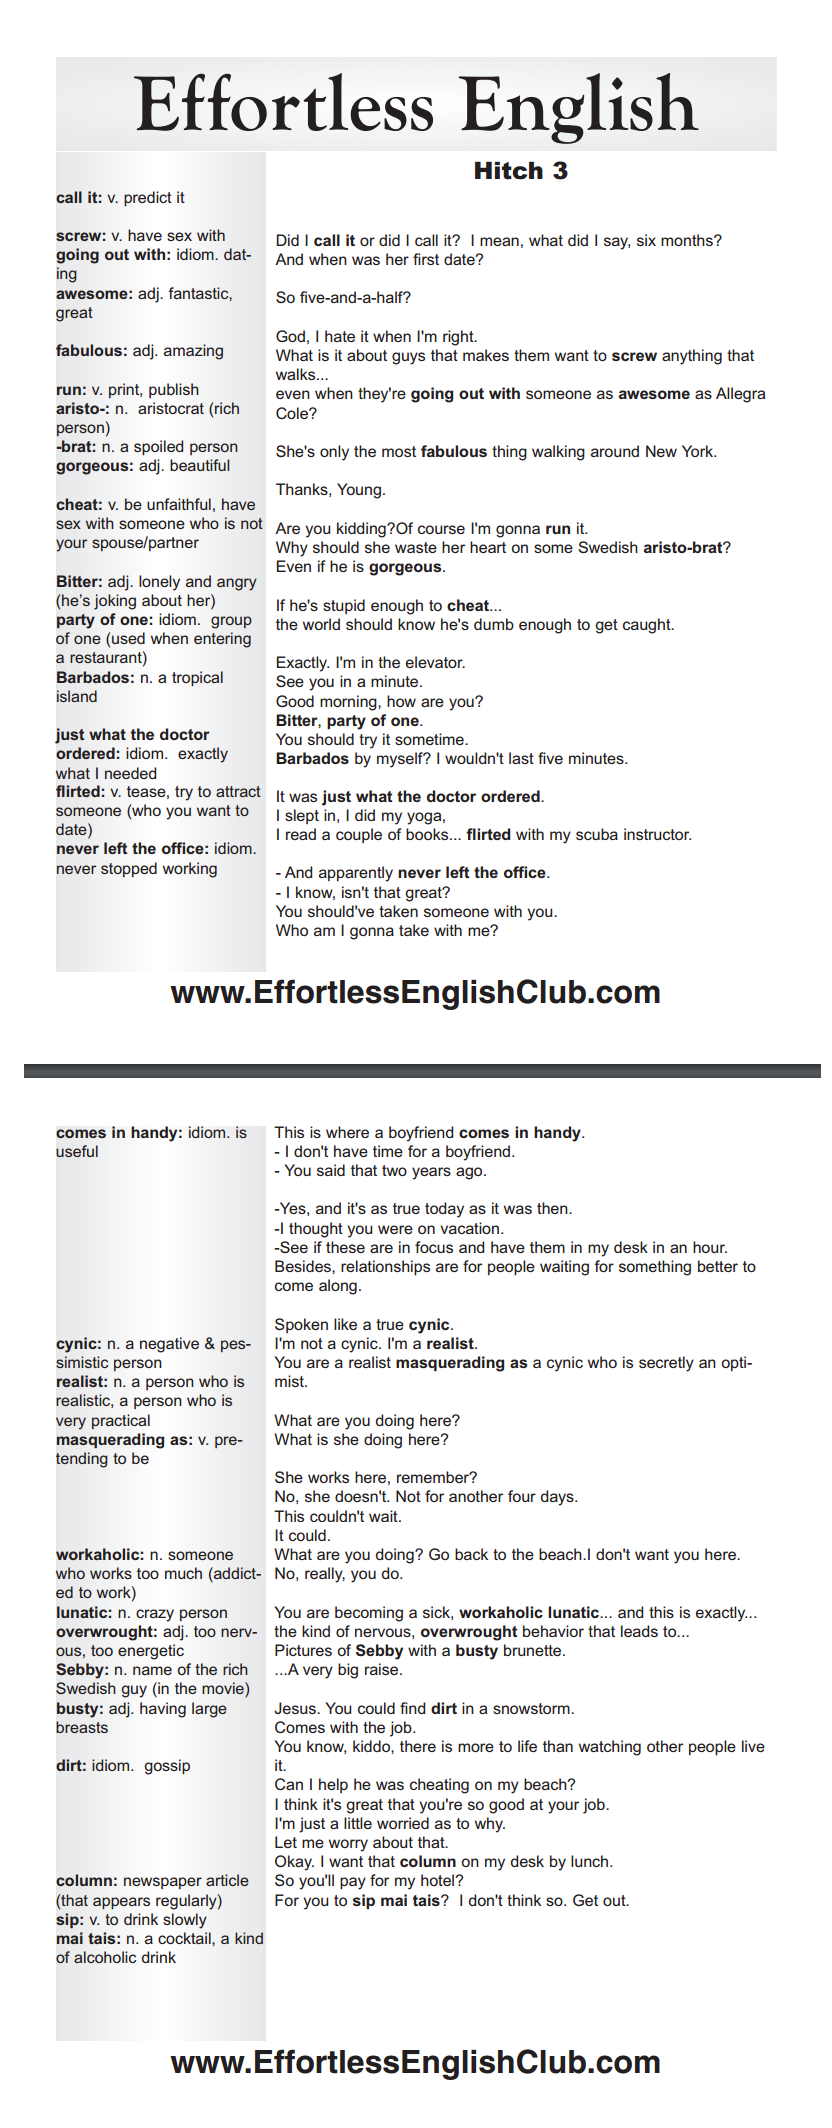 Effortless English
Hitch 3
call it: v. predict it
screw: v. have sex with
going out with: idiom. dat-
ing
awesome: adj. fantastic,
great
fabulous: adj. amazing
run: v. print, publish
aristo-: n.  aristocrat (rich
person)
-brat: n. a spoiled person
gorgeous: adj. beautiful
cheat: v. be unfaithful, have
sex with someone who is not
your spouse/partner
Bitter: adj. lonely and angry
(he’s joking about her)
party of one: idiom.  group
of one (used when entering
a restaurant)
Barbados: n. a tropical
island
just what the doctor
ordered: idiom.  exactly
what I needed
flirted: v. tease, try to attract
someone (who you want to
date)
never left the office: idiom.
never stopped working
Did I call it or did I call it?  I mean, what did I say, six months?
And when was her first date?
So five-and-a-half?
God, I hate it when I'm right.
What is it about guys that makes them want to screw anything that
walks...
even when they're going out with someone as awesome as Allegra
Cole?
She's only the most fabulous thing walking around New York.
Thanks, Young.
Are you kidding?Of course I'm gonna run it.
Why should she waste her heart on some Swedish aristo-brat?
Even if he is gorgeous.
If he's stupid enough to cheat...
the world should know he's dumb enough to get caught.
Exactly. I'm in the elevator.
See you in a minute.
Good morning, how are you?
Bitter, party of one.
You should try it sometime.
Barbados by myself? I wouldn't last five minutes.
It was just what the doctor ordered.
I slept in, I did my yoga,
I read a couple of books... flirted with my scuba instructor.
- And apparently never left the office.
- I know, isn't that great?
You should've taken someone with you.
Who am I gonna take with me?
www.EffortlessEnglishClub.com
comes in handy: idiom. is
useful
cynic: n. a negative & pes-
simistic person
realist: n. a person who is
realistic, a person who is
very practical
masquerading as: v. pre-
tending to be
workaholic: n. someone
who works too much (addict-
ed to work)
lunatic: n. crazy person
overwrought: adj. too nerv-
ous, too energetic
Sebby: n. name of the rich
Swedish guy (in the movie)
busty: adj. having large
breasts
dirt: idiom.  gossip
column: newspaper article
(that appears regularly)
sip: v. to drink slowly
mai tais: n. a cocktail, a kind
of alcoholic drink
This is where a boyfriend comes in handy.
- I don't have time for a boyfriend.
- You said that two years ago.
-Yes, and it's as true today as it was then.
-I thought you were on vacation.
-See if these are in focus and have them in my desk in an hour.
Besides, relationships are for people waiting for something better to
come along.
Spoken like a true cynic.
I'm not a cynic. I'm a realist.
You are a realist masquerading as a cynic who is secretly an opti-
mist.
What are you doing here?
What is she doing here?
She works here, remember?
No, she doesn't. Not for another four days.
This couldn't wait.
It could.
What are you doing? Go back to the beach.I don't want you here.
No, really, you do.
You are becoming a sick, workaholic lunatic... and this is exactly...
the kind of nervous, overwrought behavior that leads to...
Pictures of Sebby with a busty brunette.
...A very big raise.
Jesus. You could find dirt in a snowstorm.
Comes with the job.
You know, kiddo, there is more to life than watching other people live
it.
Can I help he was cheating on my beach?
I think it's great that you're so good at your job.
I'm just a little worried as to why.
Let me worry about that.
Okay. I want that column on my desk by lunch.
So you'll pay for my hotel?
For you to sip mai tais?  I don't think so. Get out.
www.EffortlessEnglishClub.com